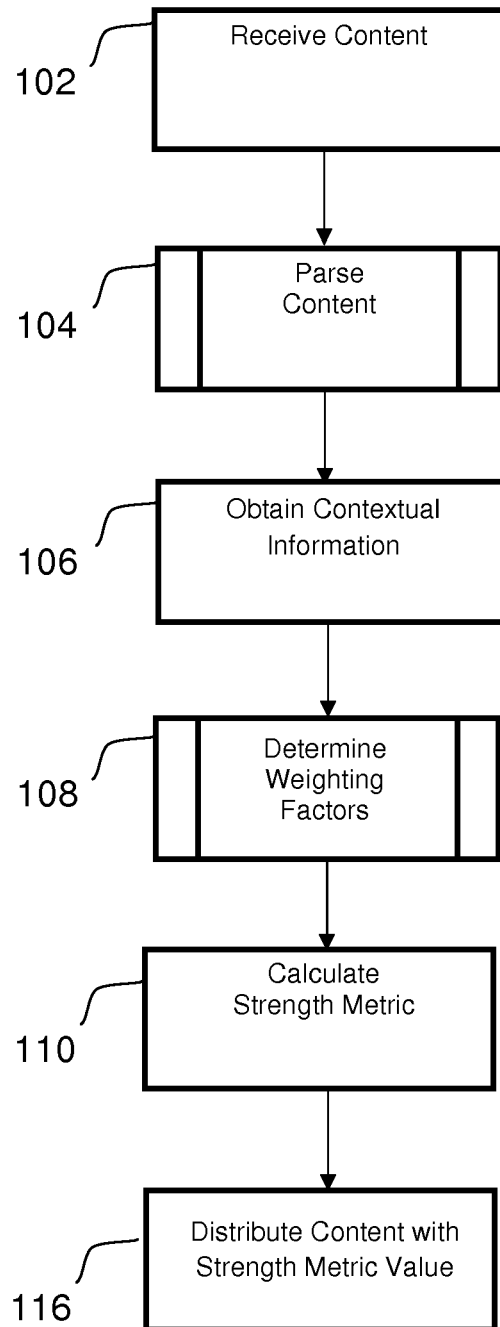 Receive Content
102
Parse
Content
104
Obtain Contextual
Information
106
Determine
Weighting
Factors
108
Calculate
Strength Metric
110
Distribute Content with
Strength Metric Value
116